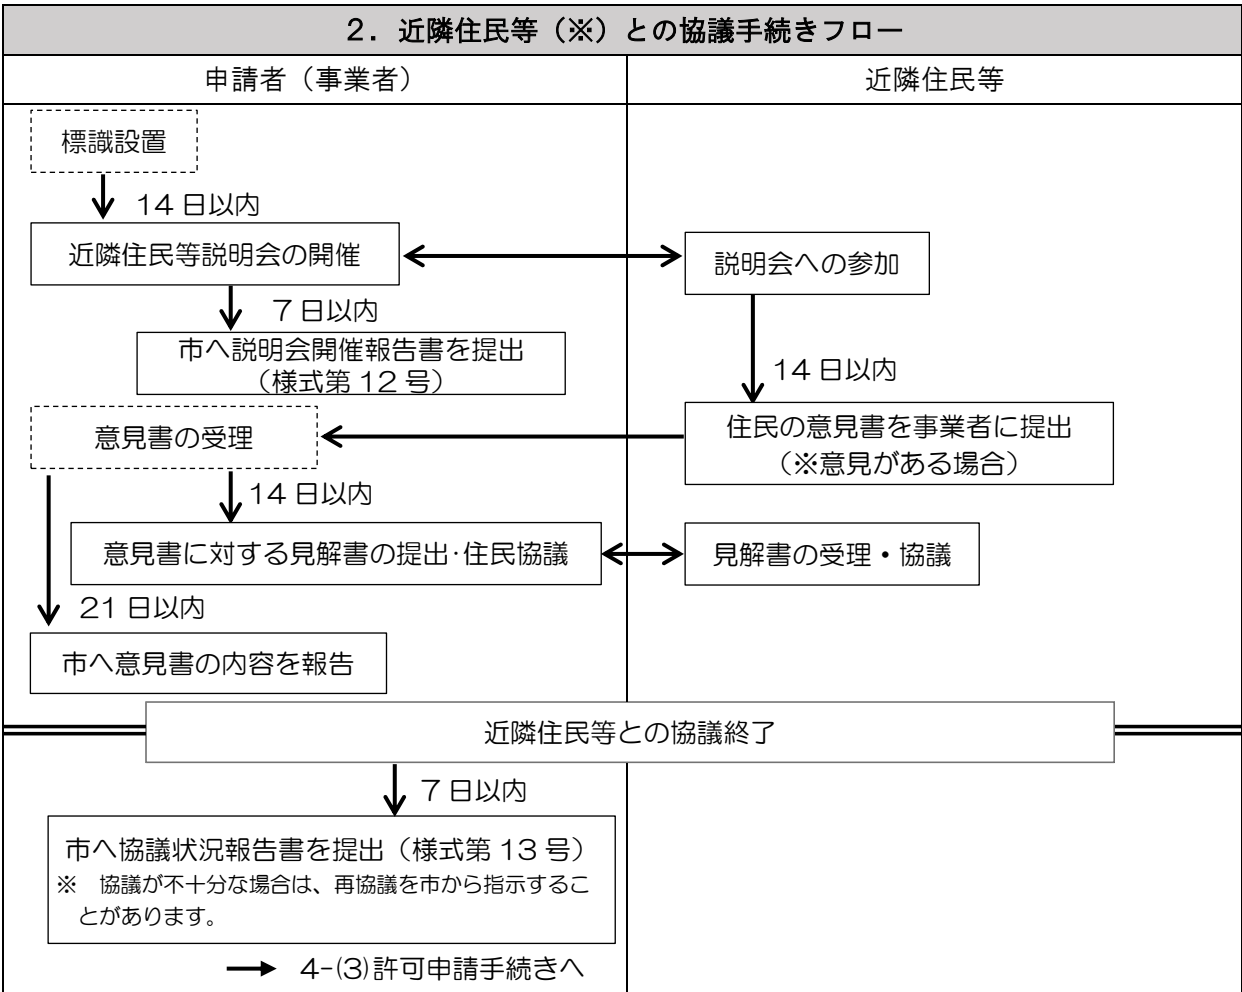 2．近隣住民等（※）との協議手続きフロー
申請者（事業者）
近隣住民等
標識設置
14 日以内
近隣住民等説明会の開催
説明会への参加
7 日以内
市へ説明会開催報告書を提出
（様式第 12 号）
14 日以内
意見書の受理
住民の意見書を事業者に提出
（※意見がある場合）
14 日以内
意見書に対する見解書の提出･住民協議
見解書の受理・協議
21 日以内
市へ意見書の内容を報告
近隣住民等との協議終了
7 日以内
市へ協議状況報告書を提出（様式第 13 号）
※　協議が不十分な場合は、再協議を市から指示するこ
とがあります。
4-(3)許可申請手続きへ